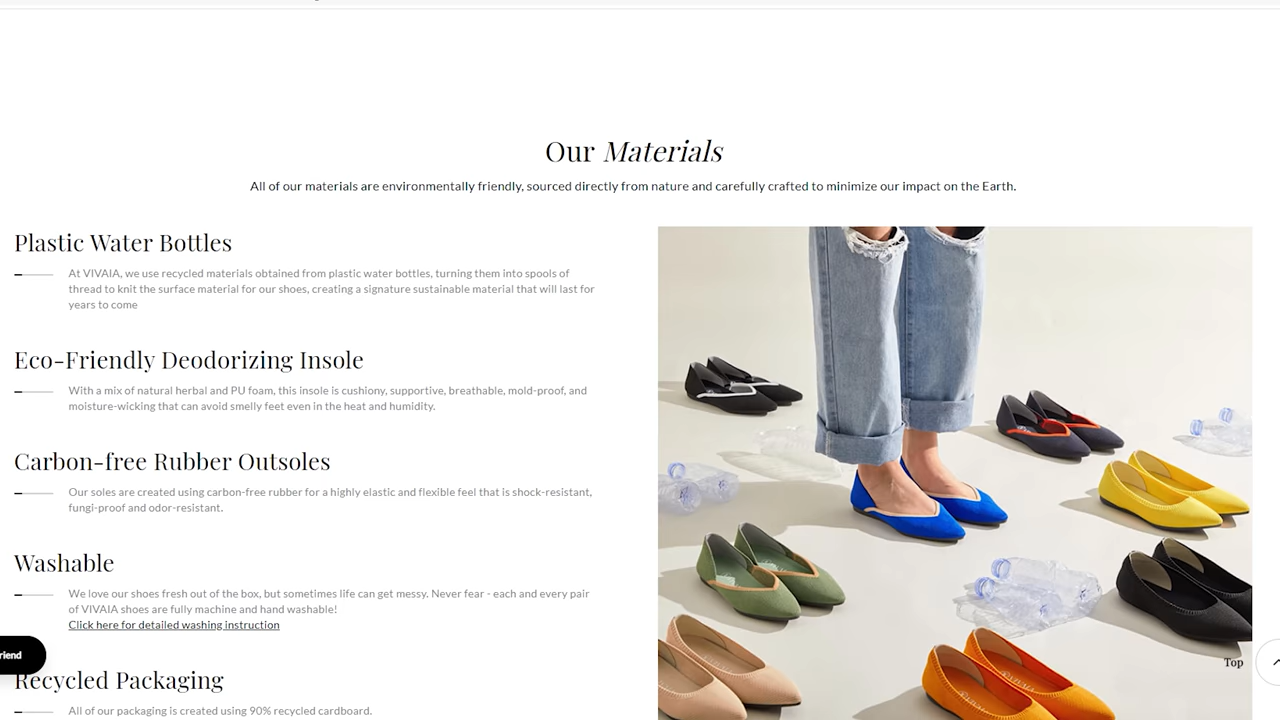 Our Materials
All of our materials are environmentally friendly, sourced directly from nature and carefully crafted to minimize our impact on the Earth.
Plastic Water Bottles
At VIVAIA, we use recycled materials obtained from plastic water bottles, turning them into spools of
thread to knit the surface material for our shoes, creating a signature sustainable material that will last for
years to come
Eco-Friendly Deodorizing Insole
With a mix of natural herbal and PU foam, this insole is cushiony, supportive, breathable, mold-proof, and
moisture-wicking that can avoid smelly feet even in the heat and humidity.
Carbon-free Rubber Outsoles
Our soles are created using carbon-free rubber for a highly elastic and flexible feel that is shock-resistant,
fungi-proof and odor-resistant.
Washable
We love our shoes fresh out of the box, but sometimes life can get messy. Never fear - each and every pair
of VIVAIA shoes are fully machine and hand washable!
Click here for detailed washing instruction
riend
Recycled Packaging
All of our packaging is created using 90% recycled cardboard.
Top